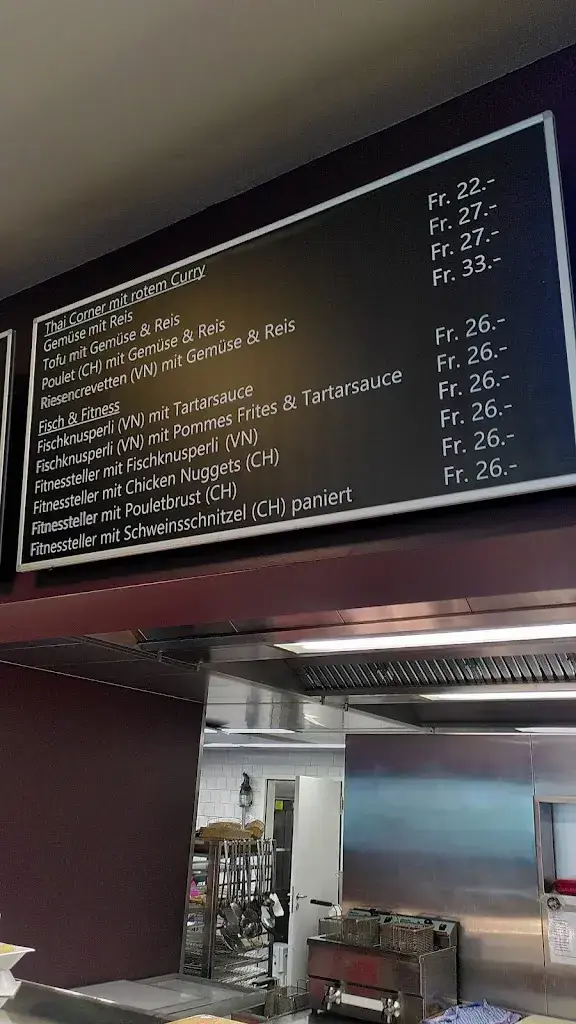 Thai Corner mit rotem Curry
Gemüse mit Reis Fr. 22.-
Tofu mit Gemüse & Reis Fr. 27.-
Poulet (CH) mit Gemüse & Reis Fr. 27.-
Riesencrevetten (VN) mit Gemüse & Reis Fr. 33.-
Fisch & Fitness
Fischknusperli (VN) mit Tartarsauce Fr. 26.-
Fischknusperli (VN) mit Pommes Frites & Tartarsauce Fr. 26.-
Fitnessteller mit Fischknusperli (VN) Fr. 26.-
Fitnessteller mit Chicken Nuggets (CH) Fr. 26.-
Fitnessteller mit Pouletbrust (CH) Fr. 26.-
Fitnessteller mit Schweinsschnitzel (CH) paniert Fr. 26.-